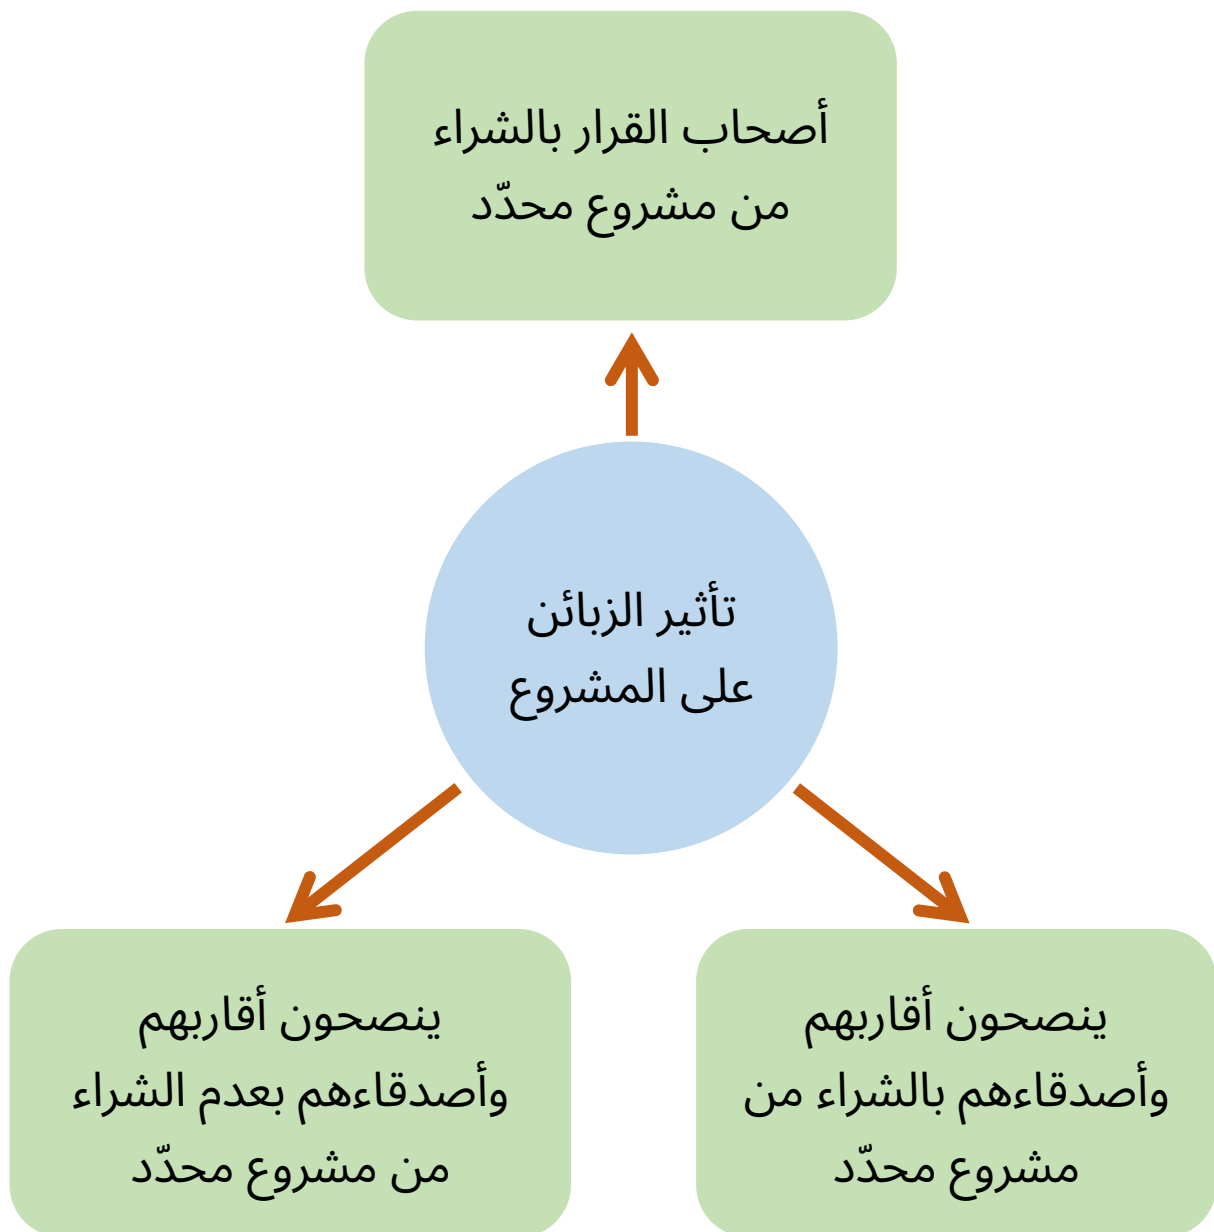 أصحاب القرار بالشراء
من مشروع محدّد
تأثير الزبائن
على المشروع
ينصحون أقاربهم
وأصدقاءهم بالشراء من
مشروع محدّد
ينصحون أقاربهم
وأصدقاءهم بعدم الشراء
من مشروع محدّد